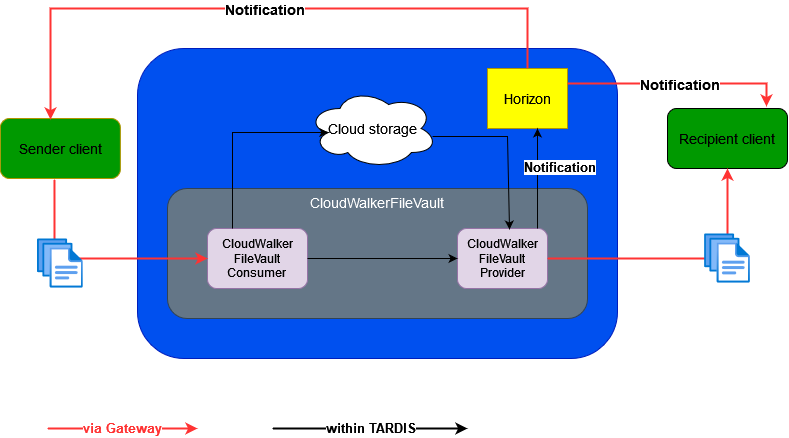 Notification
Horizon
Notification
Sender client
Cloud storage
Recipient client
Notification
CloudWalkerFileVault
CloudWalker
FileVault
Consumer
CloudWalker
FileVault
Provider
via Gateway
within TARDIS